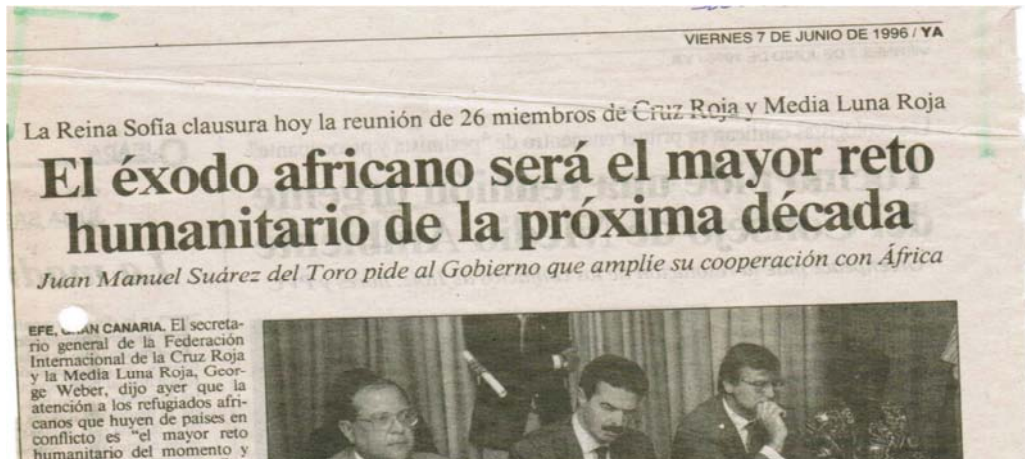 VIERNES 7 DE JUNIO DE 1996 / YA
La Reina Sofía clausura hoy la reunión de 26 miembros de Cruz Roja y Media Luna Roja
El éxodo africano será el mayor reto
humanitario de la próxima década
Juan Manuel Suárez del Toro pide al Gobierno que amplíe su cooperación con África
EFE, GRAN CANARIA. El secreta-
rio general de la Federación
Internacional de la Cruz Roja
y la Media Luna Roja, Geor-
ge Weber, dijo ayer que la
atención a los refugiados afri-
canos que huyen de países en
conflicto es "el mayor reto
humanitario del momento y